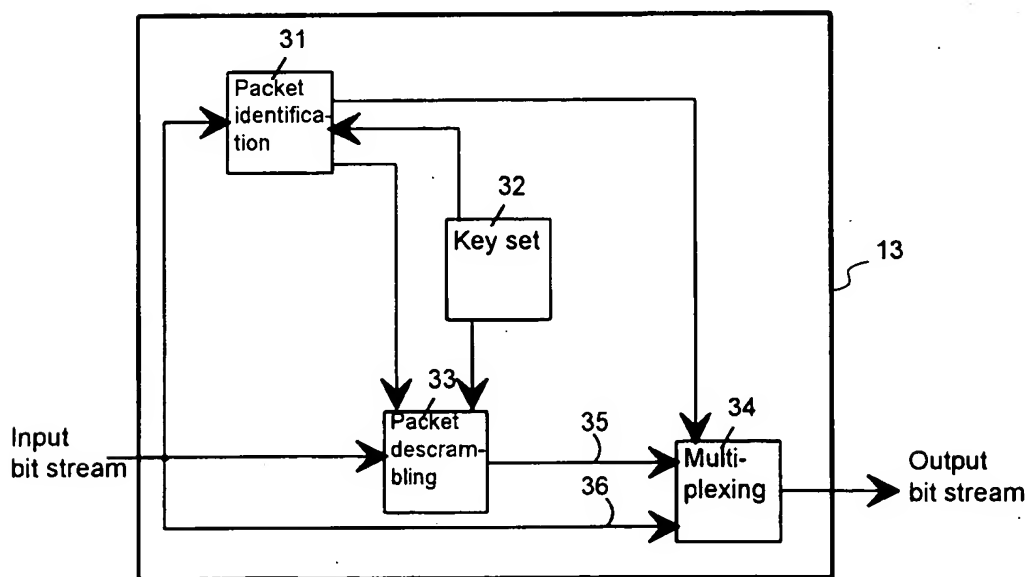 31
Packet
identifica-
tion
32
Key set
13
33
Packet
descram-
bling
35
34
Multi-
plexing
36
Input
bit stream
Output
bit stream